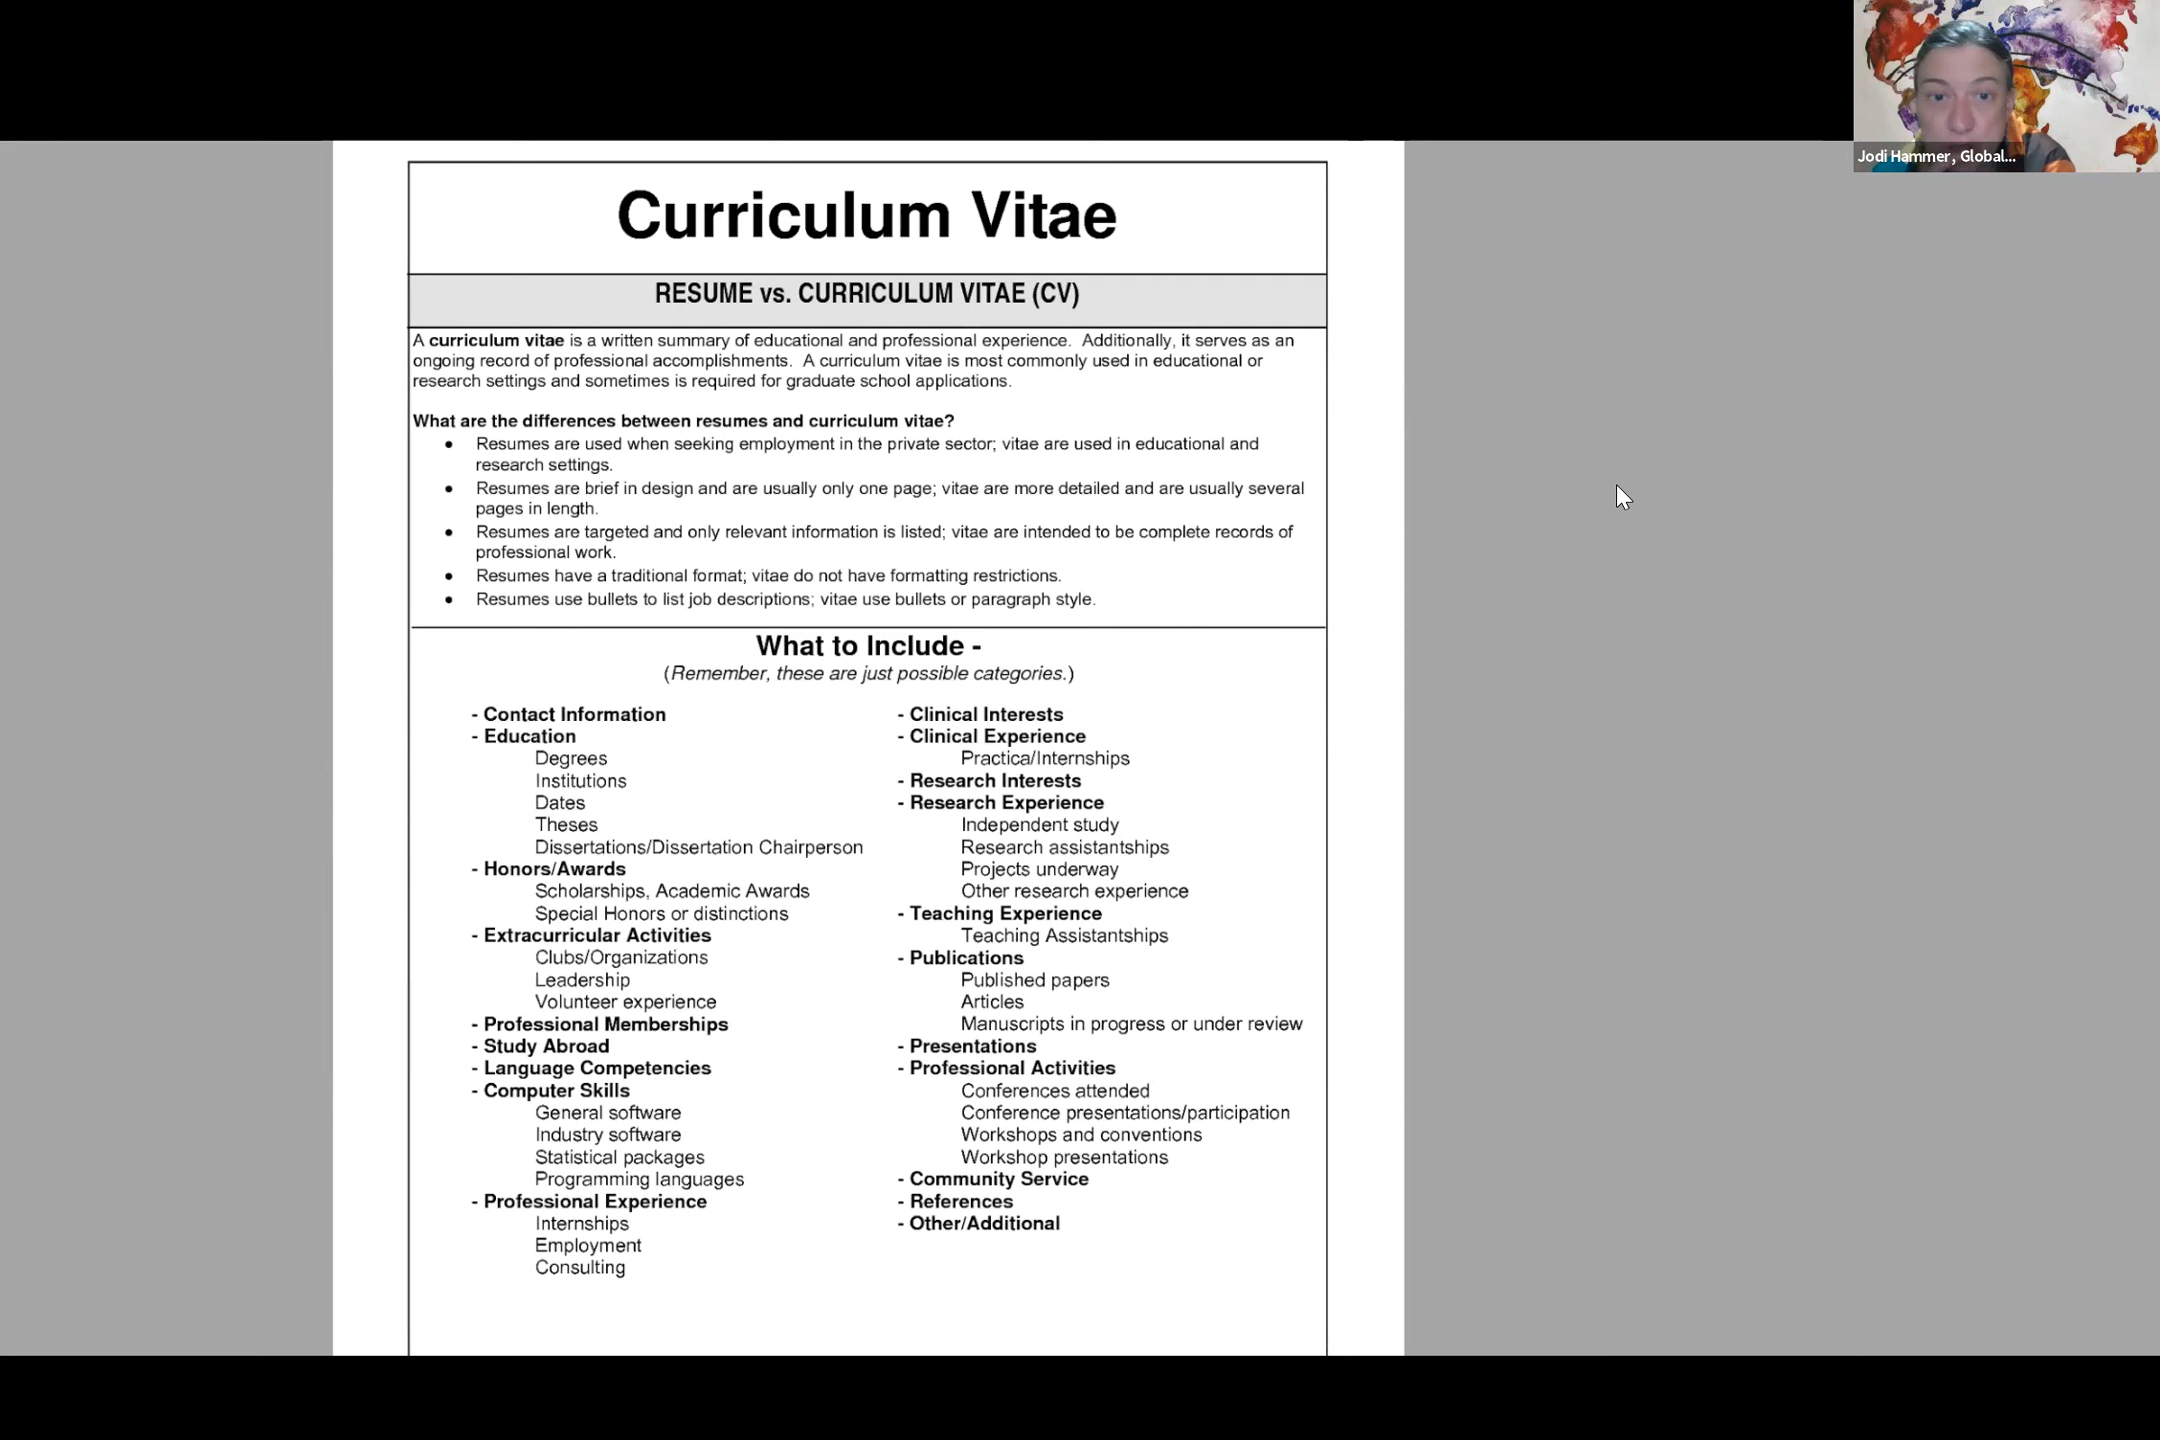 Jodi Hammer, Global...
Curriculum Vitae
RESUME vs. CURRICULUM VITAE (CV)
A curriculum vitae is a written summary of educational and professional experience.  Additionally, it serves as an
ongoing record of professional accomplishments.  A curriculum vitae is most commonly used in educational or
research settings and sometimes is required for graduate school applications.
What are the differences between resumes and curriculum vitae?
• Resumes are used when seeking employment in the private sector; vitae are used in educational and
research settings.
• Resumes are brief in design and are usually only one page; vitae are more detailed and are usually several
pages in length.
• Resumes are targeted and only relevant information is listed; vitae are intended to be complete records of
professional work.
• Resumes have a traditional format; vitae do not have formatting restrictions.
• Resumes use bullets to list job descriptions; vitae use bullets or paragraph style.
What to Include -
(Remember, these are just possible categories.)
- Contact Information
- Education
Degrees
Institutions
Dates
Theses
Dissertations/Dissertation Chairperson
- Honors/Awards
Scholarships, Academic Awards
Special Honors or distinctions
- Extracurricular Activities
Clubs/Organizations
Leadership
Volunteer experience
- Professional Memberships
- Study Abroad
- Language Competencies
- Computer Skills
General software
Industry software
Statistical packages
Programming languages
- Professional Experience
Internships
Employment
Consulting
- Clinical Interests
- Clinical Experience
Practica/Internships
- Research Interests
- Research Experience
Independent study
Research assistantships
Projects underway
Other research experience
- Teaching Experience
Teaching Assistantships
- Publications
Published papers
Articles
Manuscripts in progress or under review
- Presentations
- Professional Activities
Conferences attended
Conference presentations/participation
Workshops and conventions
Workshop presentations
- Community Service
- References
- Other/Additional